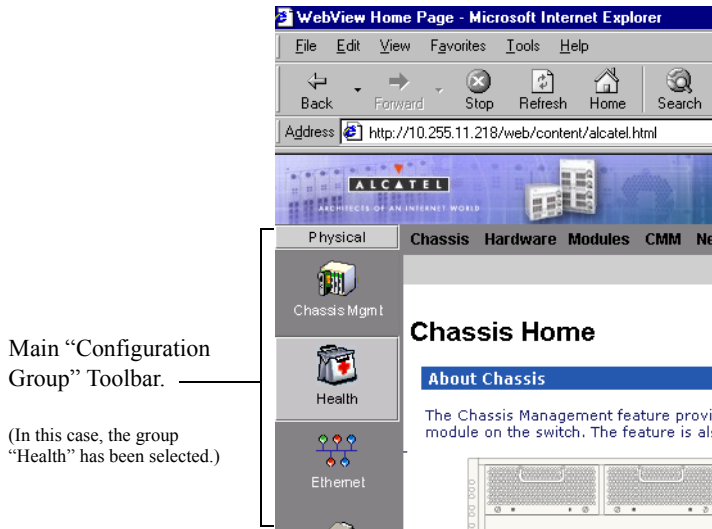 WebView Home Page - Microsoft Internet Explorer
File Edit View Favorites Tools Help
Back Forward Stop Refresh Home Search
Address http://10.255.11.218/web/content/alcatel.html
ALCATEL
ARCHITECTS OF AN INTERNET WORLD
Physical
Chassis Hardware Modules CMM Ne
Chassis Mgmt
Chassis Home
Main “Configuration
Group” Toolbar.
Health
About Chassis
(In this case, the group
“Health” has been selected.)
The Chassis Management feature provi
module on the switch. The feature is als
Ethernet